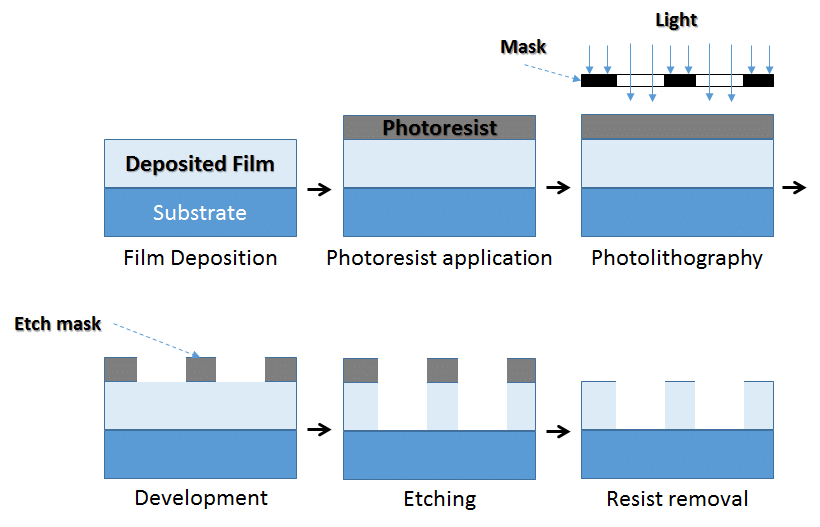 Light
Mask
Photoresist
Deposited Film
Substrate
Film Deposition
Photoresist application
Photolithography
Etch mask
Development
Etching
Resist removal